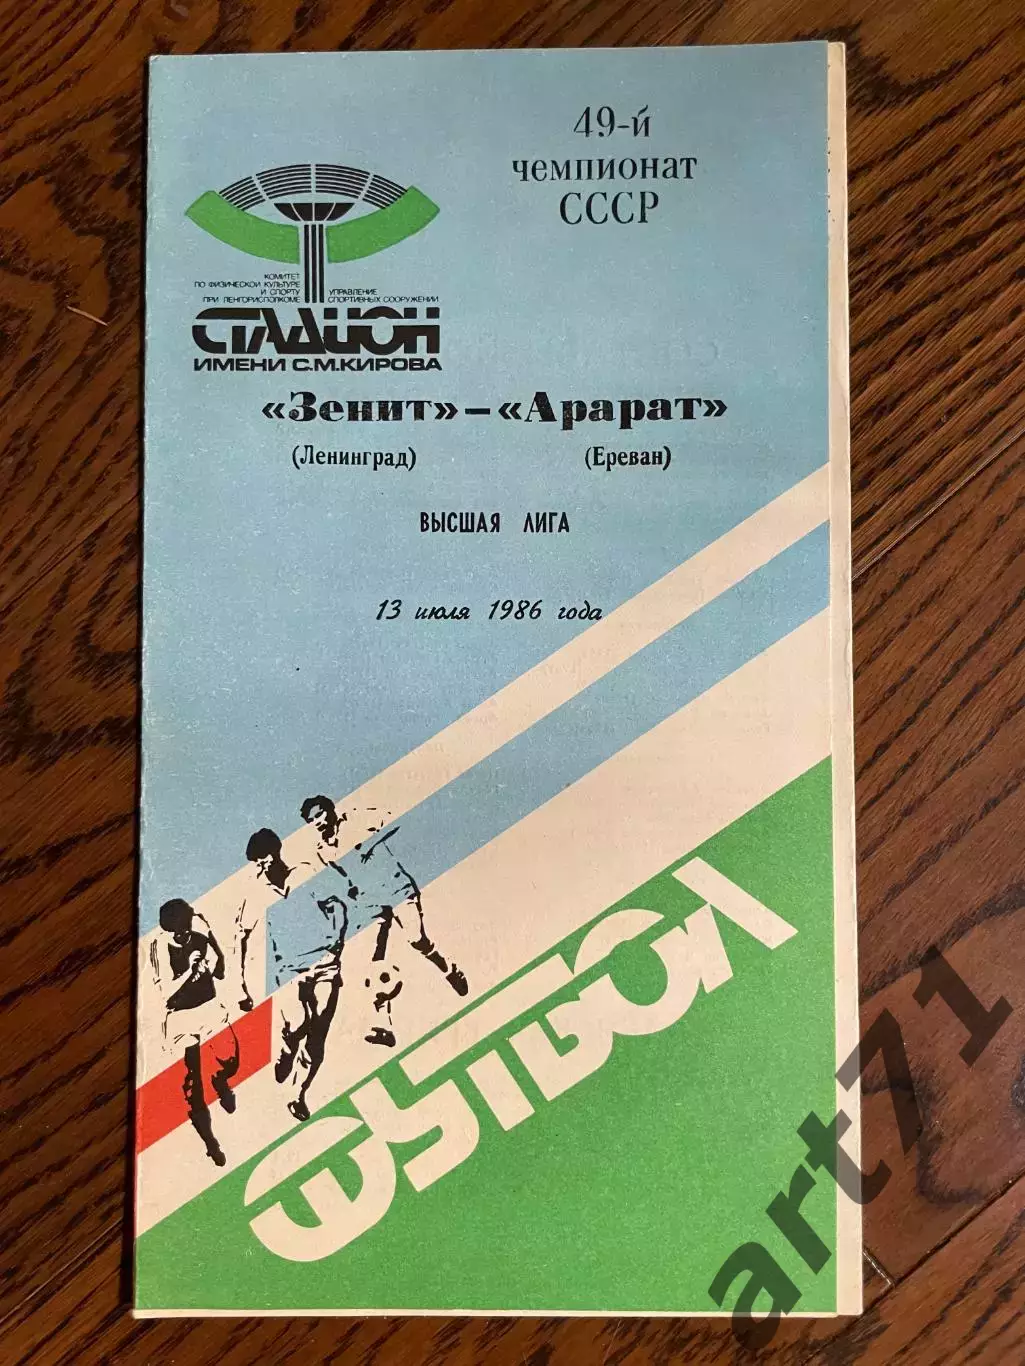 49-й
чемпионат
СССР
КОМИТЕТ
ПО ФИЗИЧЕСКОЙ КУЛЬТУРЕ
И СПОРТУ
ПРИ ЛЕНГОРИСПОЛКОМЕ
УПРАВЛЕНИЕ
СПОРТИВНЫХ СООРУЖЕНИЙ
СТАДИОН
ИМЕНИ С.М.КИРОВА
«Зенит» – «Арарат»
(Ленинград) (Ереван)
ВЫСШАЯ ЛИГА
13 июля 1986 года
ФУТБОЛ
art71